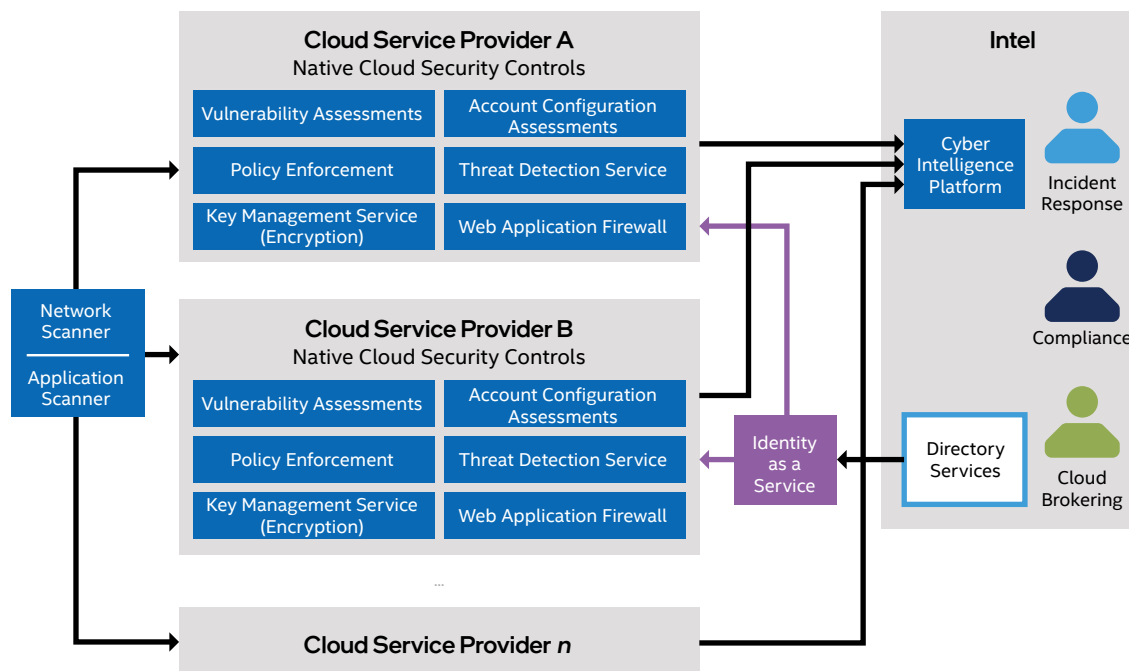 Cloud Service Provider A
Native Cloud Security Controls
Vulnerability Assessments
Account Configuration
Assessments
Policy Enforcement
Threat Detection Service
Key Management Service
(Encryption)
Web Application Firewall
Network
Scanner
Application
Scanner
Cloud Service Provider B
Native Cloud Security Controls
Vulnerability Assessments
Account Configuration
Assessments
Policy Enforcement
Threat Detection Service
Key Management Service
(Encryption)
Web Application Firewall
...
Cloud Service Provider n
Identity
as a
Service
Intel
Cyber
Intelligence
Platform
Incident
Response
Compliance
Directory
Services
Cloud
Brokering